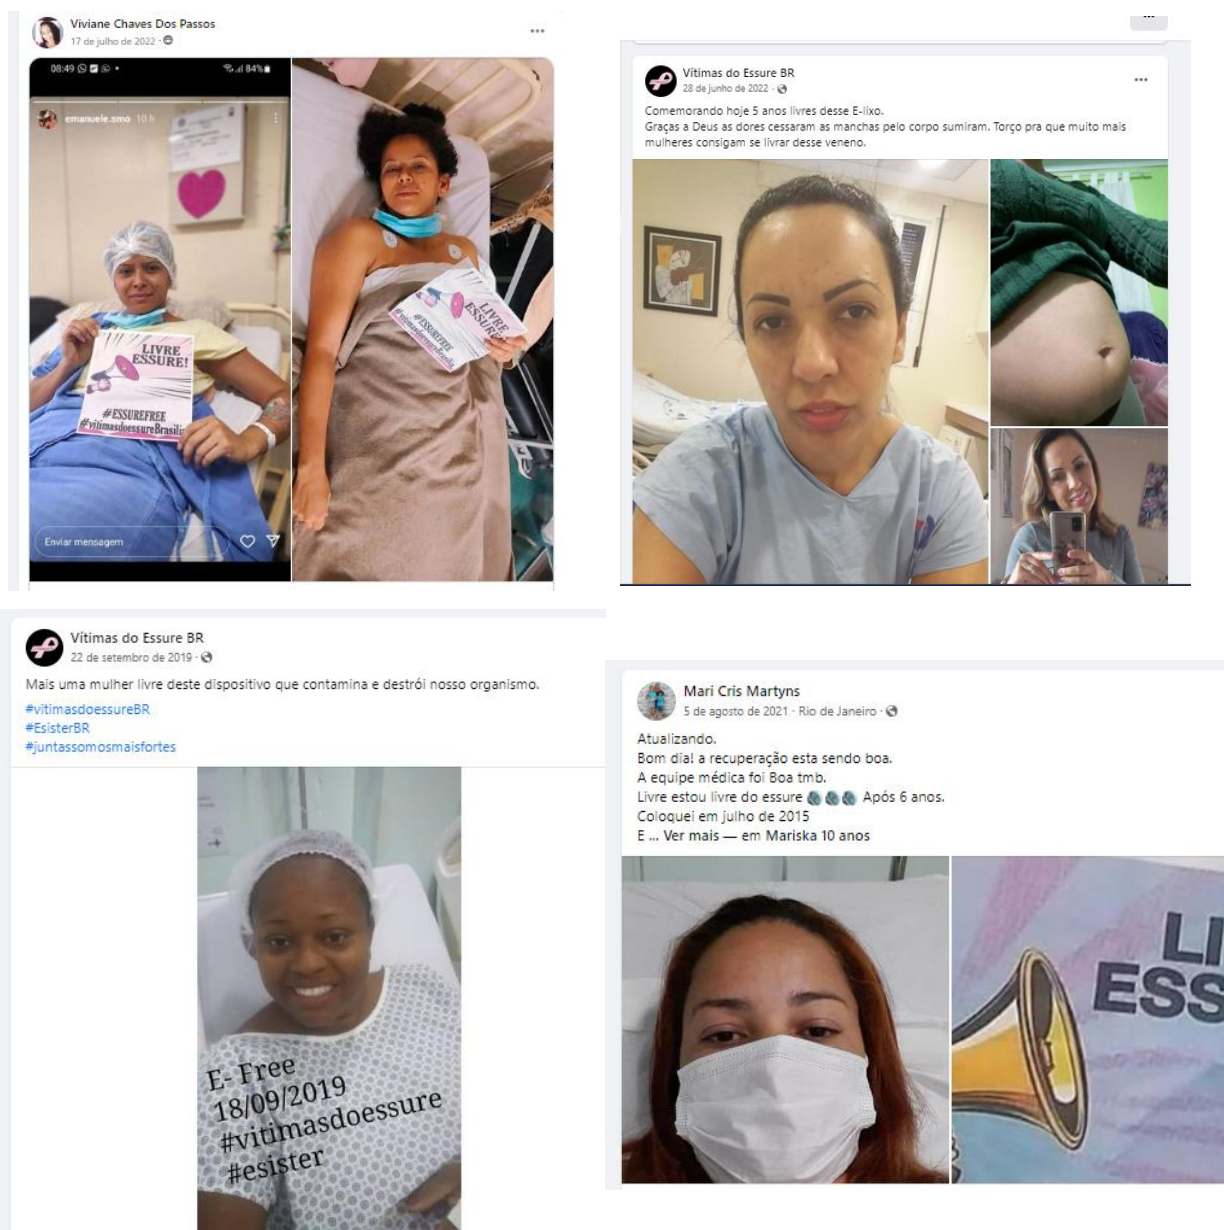 Viviane Chaves Dos Passos
17 de julho de 2022
08:49
84%
emanuele.smo 10 h
LIVRE
ESSURE!
#ESSUREFREE
#vitimasdoessureBrasil
Enviar mensagem
LIVRE
ESSURE
#ESSUREFREE
#vitimasdoessureBrasil
Vítimas do Essure BR
28 de junho de 2022
Comemorando hoje 5 anos livres desse E-lixo.
Graças a Deus as dores cessaram as manchas pelo corpo sumiram. Torço pra que muito mais
mulheres consigam se livrar desse veneno.
Vítimas do Essure BR
22 de setembro de 2019
Mais uma mulher livre deste dispositivo que contamina e destrói nosso organismo.
#vitimasdoessureBR
#EsisterBR
#juntassomosmaisfortes
E- Free
18/09/2019
#vitimasdoessure
#esister
Mari Cris Martyns
5 de agosto de 2021 · Rio de Janeiro
Atualizando.
Bom dia! a recuperação esta sendo boa.
A equipe médica foi Boa tmb.
Livre estou livre do essure Após 6 anos.
Coloquei em julho de 2015
E ... Ver mais — em Mariska 10 anos
LI
ESS